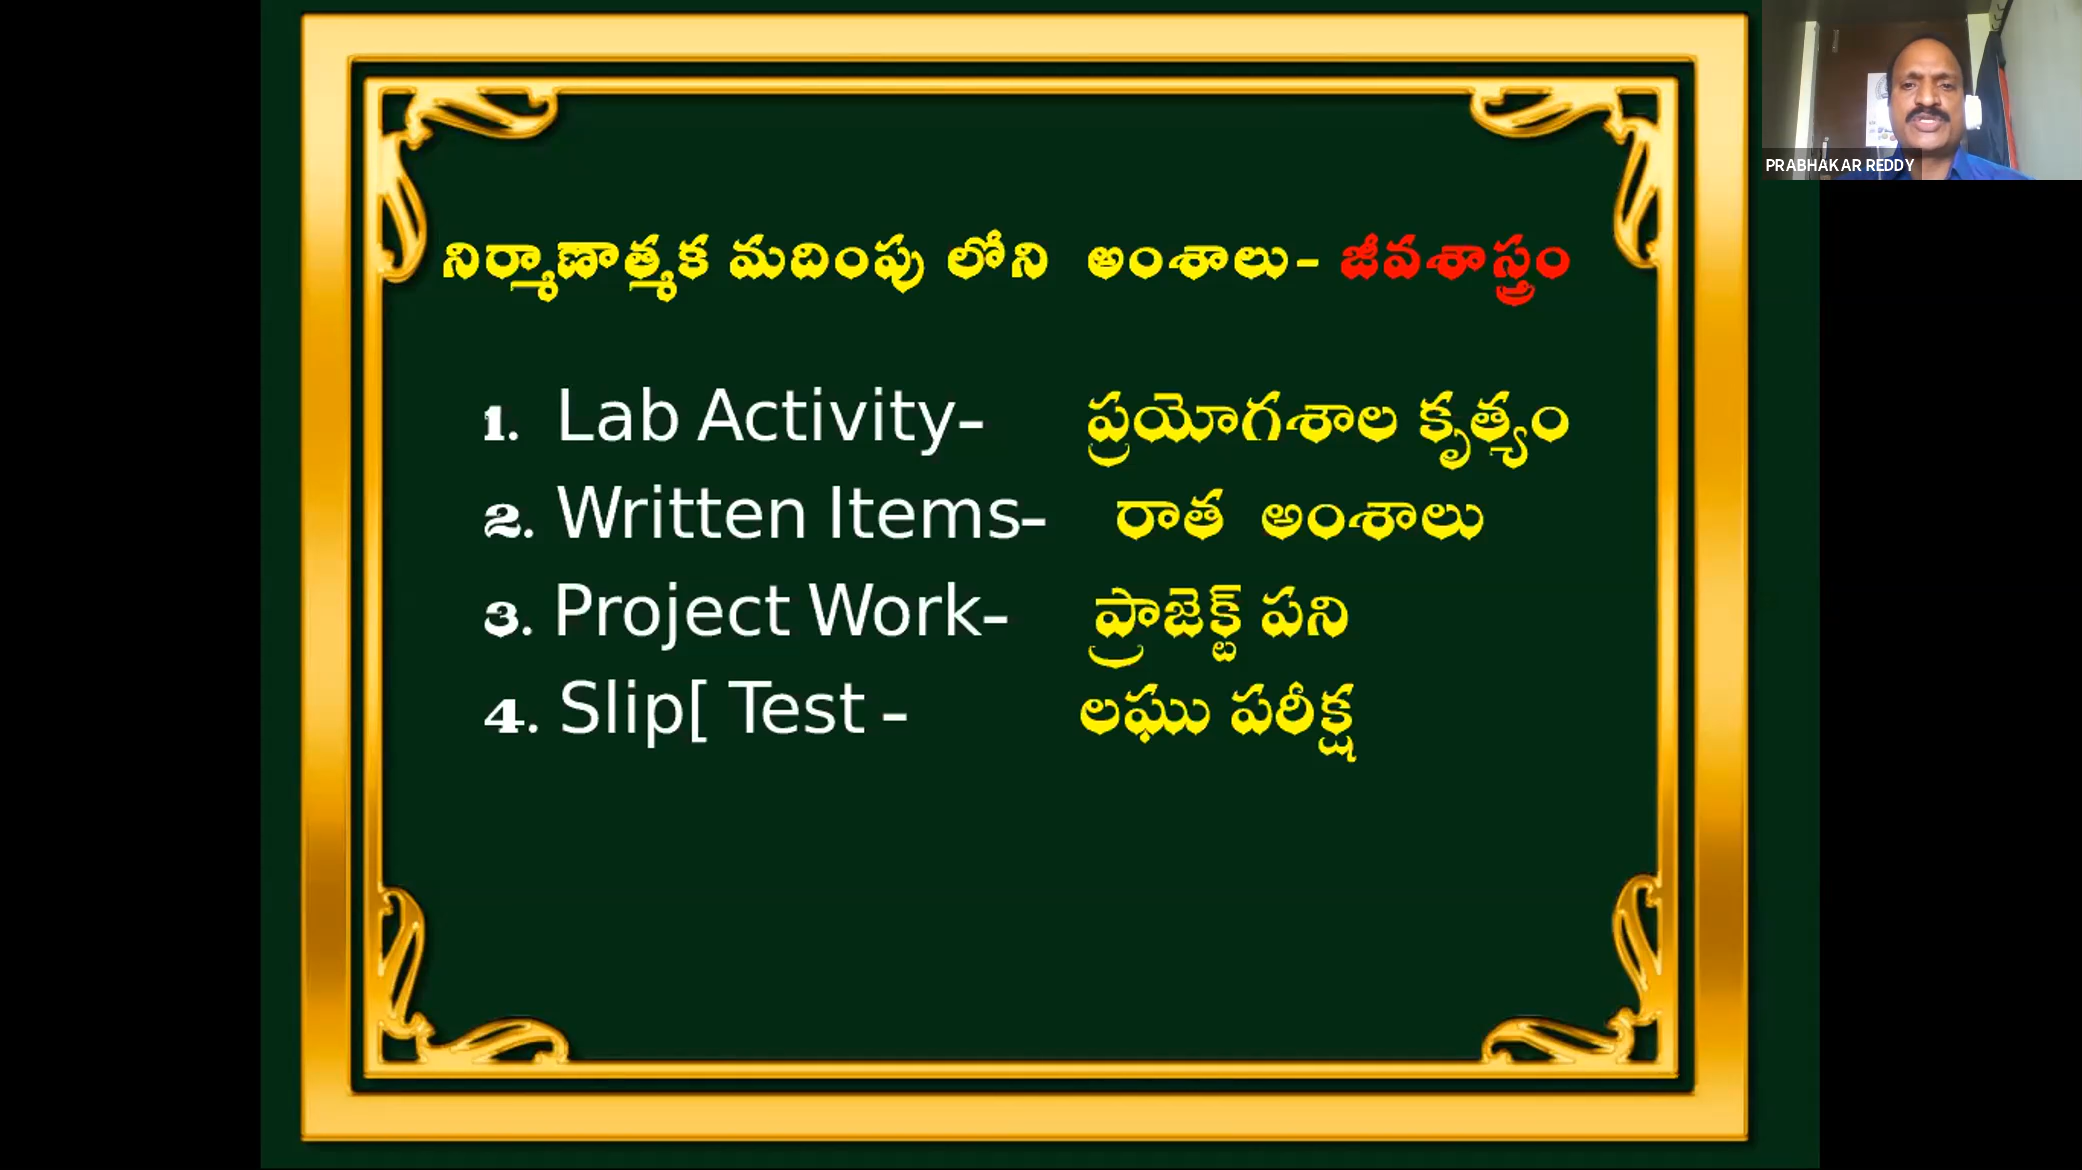 నిర్మాణాత్మక మదింపు లోని అంశాలు- జీవశాస్త్రం
1. Lab Activity- ప్రయోగశాల కృత్యం
2. Written Items- రాత అంశాలు
3. Project Work- ప్రాజెక్ట్ పని
4. Slip[ Test - లఘు పరీక్ష
PRABHAKAR REDDY